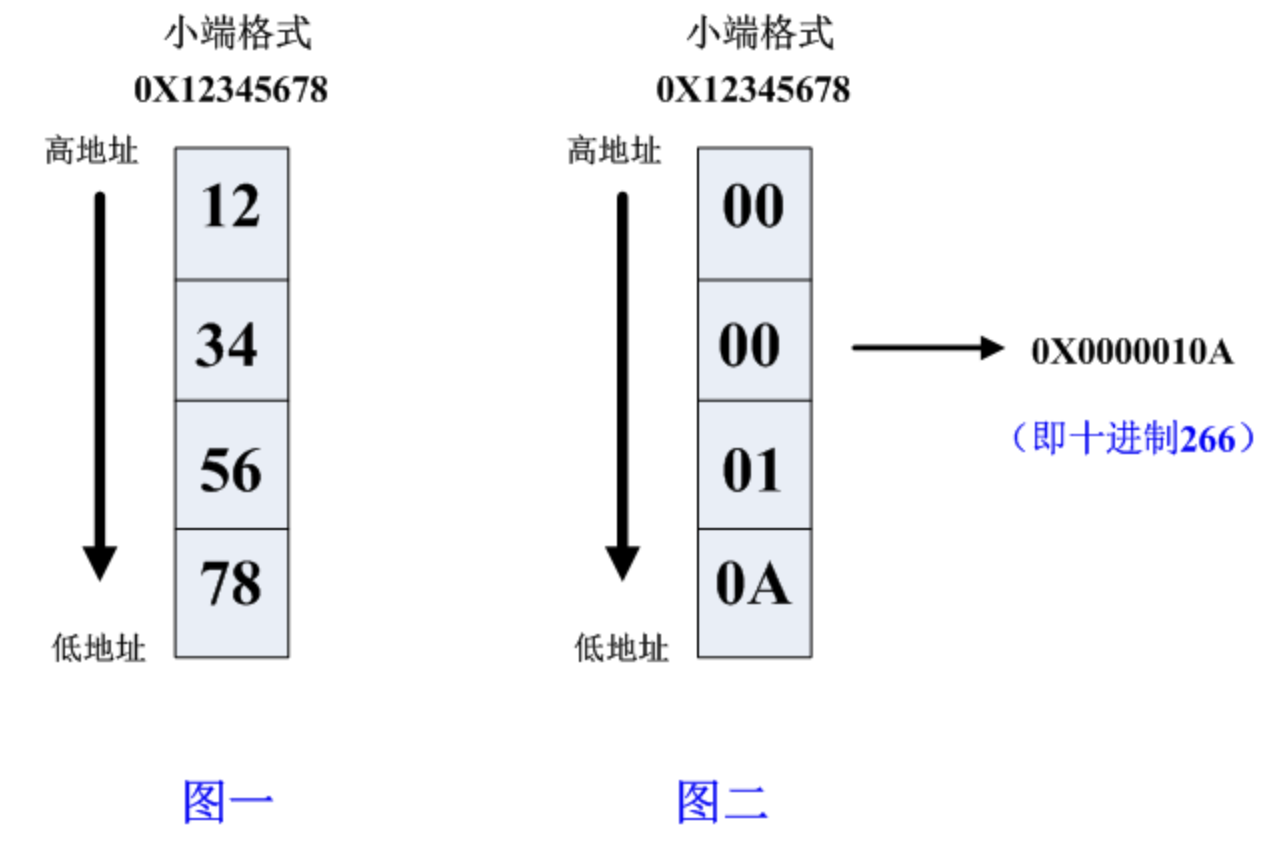 小端格式
0X12345678
高地址
12
34
56
78
低地址
图一
小端格式
0X12345678
高地址
00
00
01
0A
低地址
0X0000010A
（即十进制266）
图二